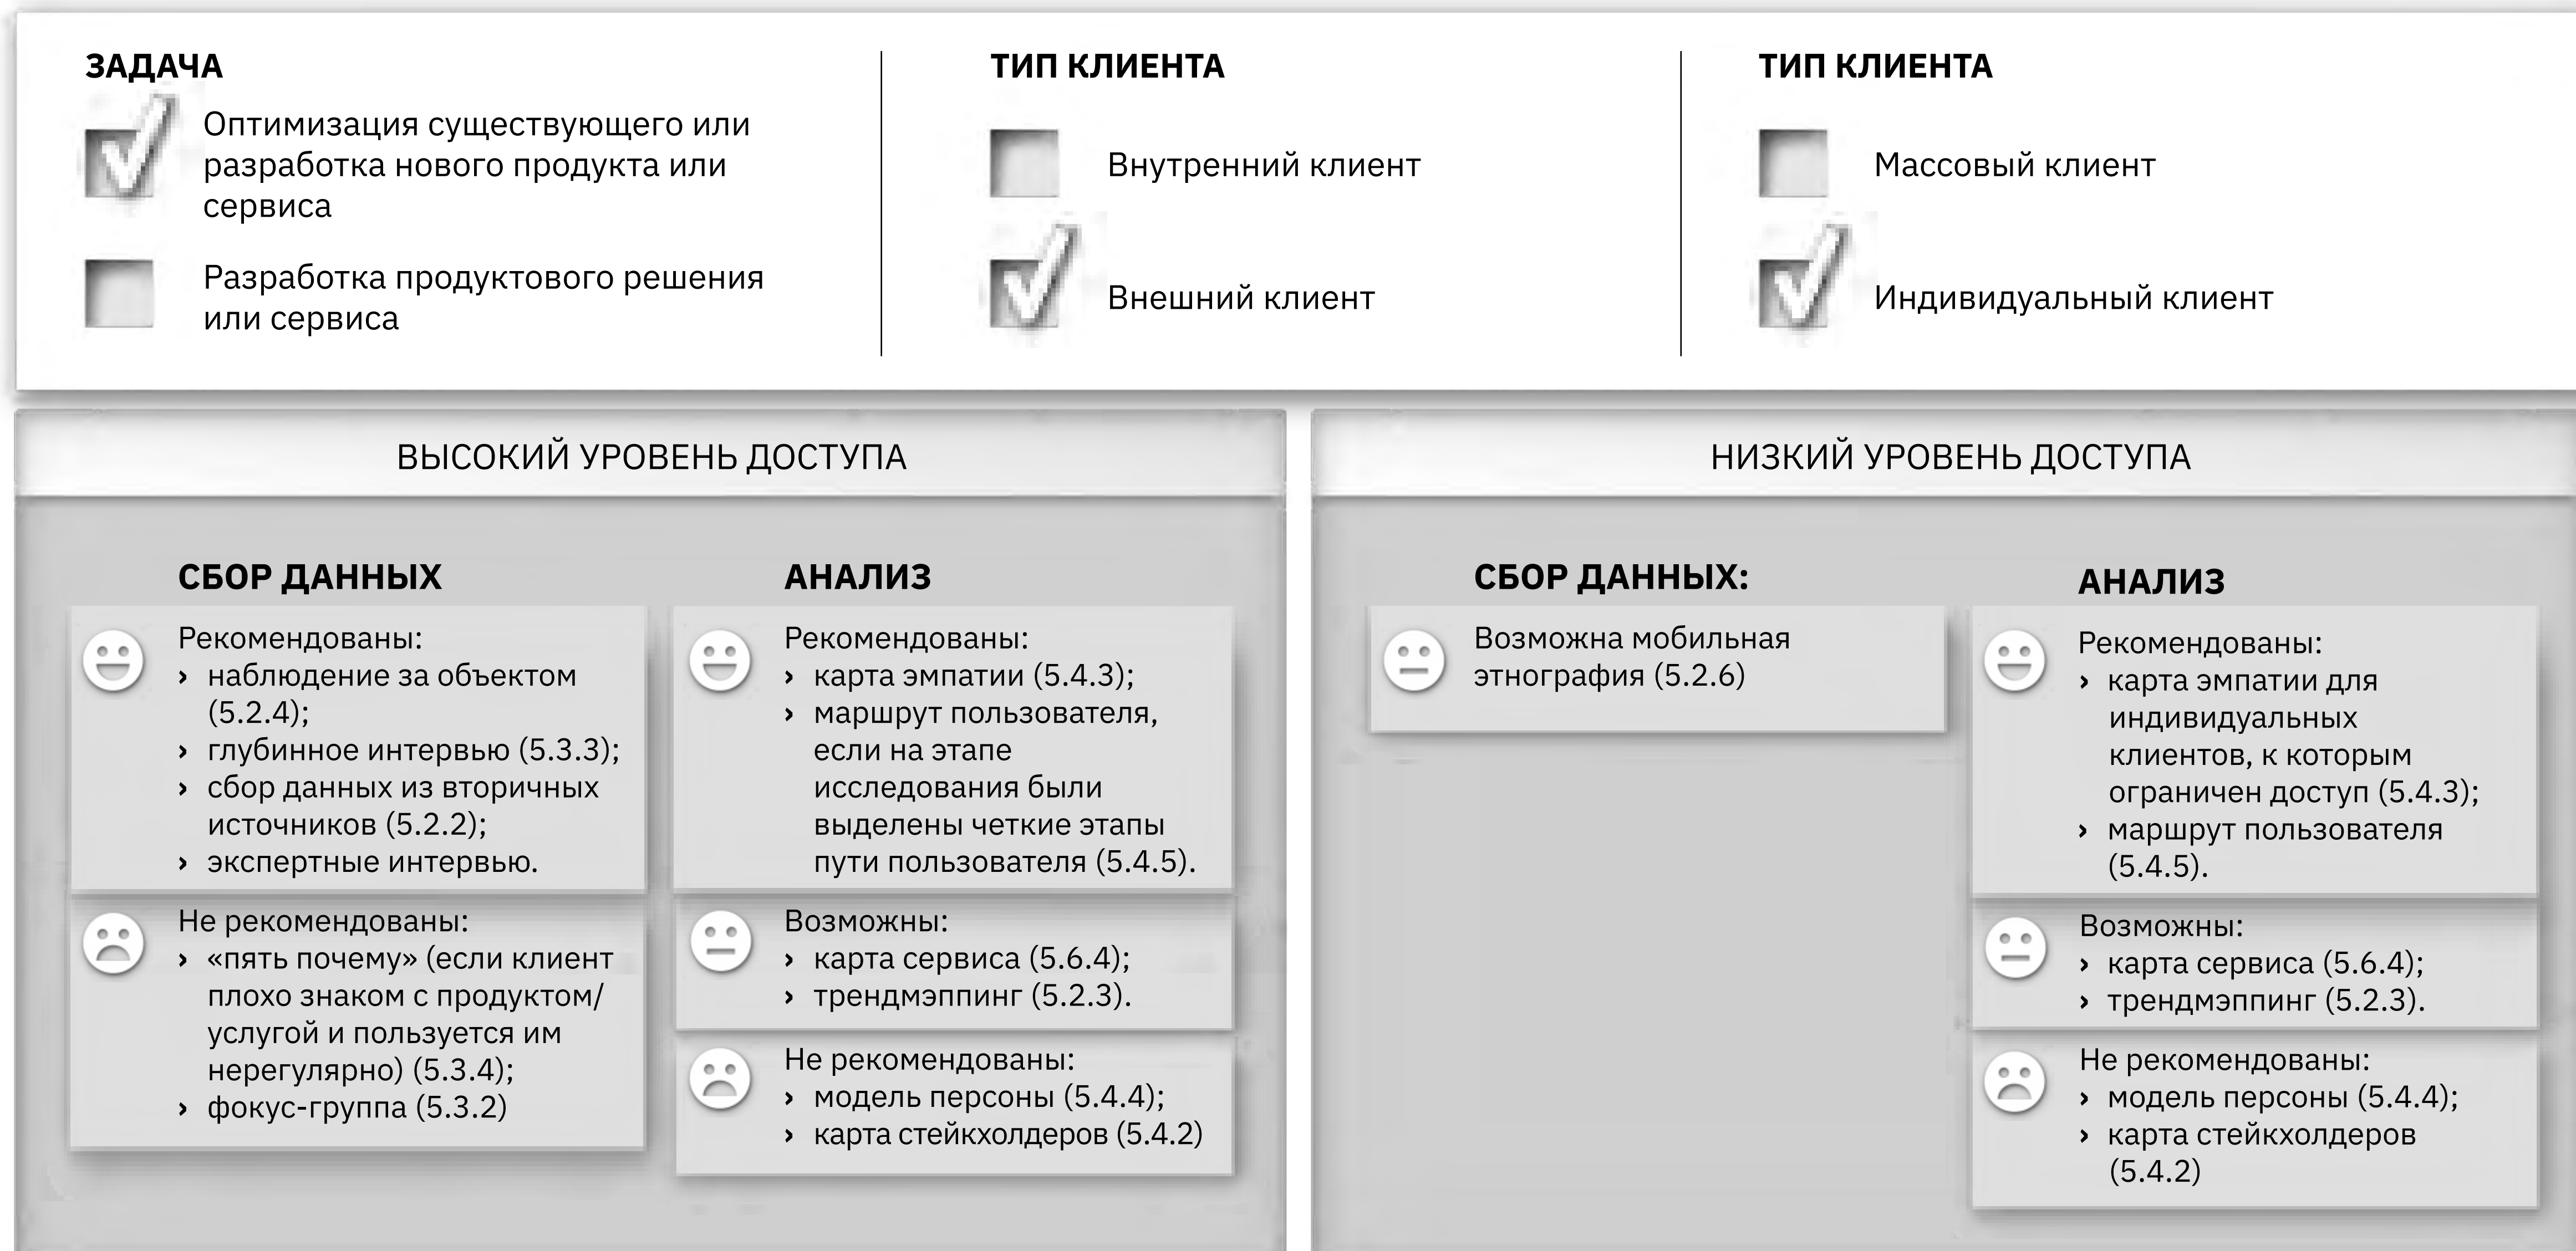 ЗАДАЧА
Оптимизация существующего или
разработка нового продукта или
сервиса
Разработка продуктового решения
или сервиса
ТИП КЛИЕНТА
Внутренний клиент
Внешний клиент
ТИП КЛИЕНТА
Массовый клиент
Индивидуальный клиент
ВЫСОКИЙ УРОВЕНЬ ДОСТУПА
СБОР ДАННЫХ
Рекомендованы:
› наблюдение за объектом
(5.2.4);
› глубинное интервью (5.3.3);
› сбор данных из вторичных
источников (5.2.2);
› экспертные интервью.
Не рекомендованы:
› «пять почему» (если клиент
плохо знаком с продуктом/
услугой и пользуется им
нерегулярно) (5.3.4);
› фокус-группа (5.3.2)
АНАЛИЗ
Рекомендованы:
› карта эмпатии (5.4.3);
› маршрут пользователя,
если на этапе
исследования были
выделены четкие этапы
пути пользователя (5.4.5).
Возможны:
› карта сервиса (5.6.4);
› трендмэппинг (5.2.3).
Не рекомендованы:
› модель персоны (5.4.4);
› карта стейкхолдеров (5.4.2)
НИЗКИЙ УРОВЕНЬ ДОСТУПА
СБОР ДАННЫХ:
Возможна мобильная
этнография (5.2.6)
АНАЛИЗ
Рекомендованы:
› карта эмпатии для
индивидуальных
клиентов, к которым
ограничен доступ (5.4.3);
› маршрут пользователя
(5.4.5).
Возможны:
› карта сервиса (5.6.4);
› трендмэппинг (5.2.3).
Не рекомендованы:
› модель персоны (5.4.4);
› карта стейкхолдеров
(5.4.2)